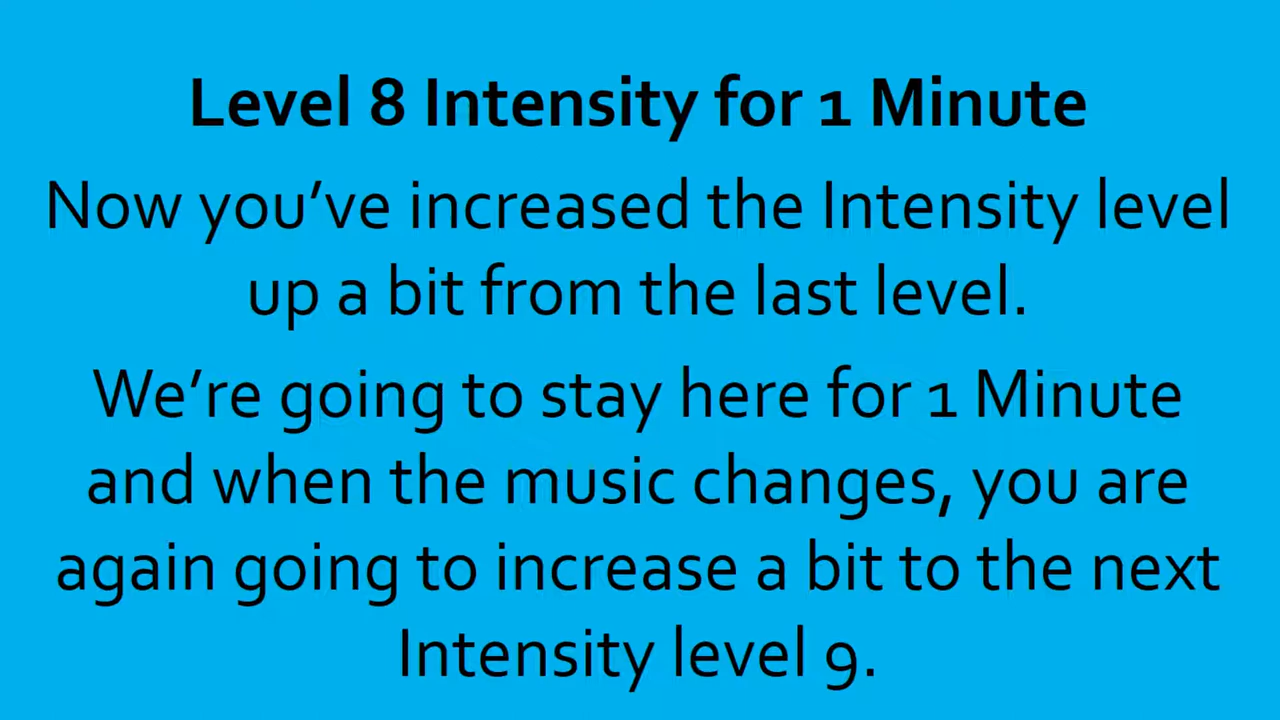 Level 8 Intensity for 1 Minute
Now you’ve increased the Intensity level
up a bit from the last level.
We’re going to stay here for 1 Minute
and when the music changes, you are
again going to increase a bit to the next
Intensity level 9.